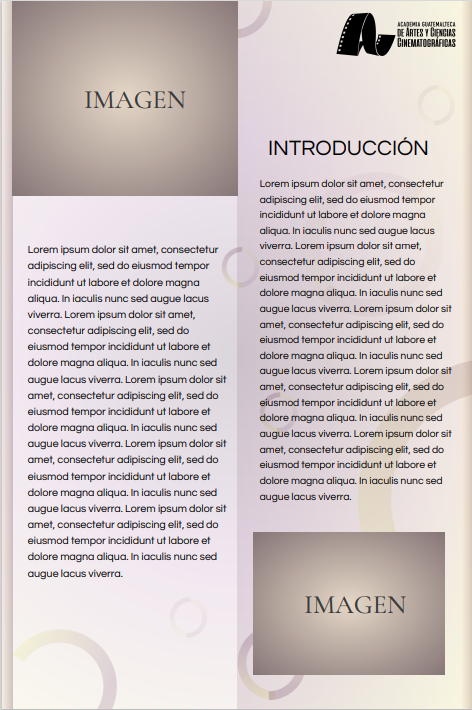 IMAGEN
Lorem ipsum dolor sit amet, consectetur
adipiscing elit, sed do eiusmod tempor
incididunt ut labore et dolore magna
aliqua. In iaculis nunc sed augue lacus
viverra. Lorem ipsum dolor sit amet,
consectetur adipiscing elit, sed do
eiusmod tempor incididunt ut labore et
dolore magna aliqua. In iaculis nunc sed
augue lacus viverra. Lorem ipsum dolor sit
amet, consectetur adipiscing elit, sed do
eiusmod tempor incididunt ut labore et
dolore magna aliqua. In iaculis nunc sed
augue lacus viverra. Lorem ipsum dolor sit
amet, consectetur adipiscing elit, sed do
eiusmod tempor incididunt ut labore et
dolore magna aliqua. In iaculis nunc sed
augue lacus viverra. Lorem ipsum dolor sit
amet, consectetur adipiscing elit, sed do
eiusmod tempor incididunt ut labore et
dolore magna aliqua. In iaculis nunc sed
augue lacus viverra.
ACADEMIA GUATEMALTECA
DE ARTES Y CIENCIAS
CINEMATOGRÁFICAS
INTRODUCCIÓN
Lorem ipsum dolor sit amet, consectetur
adipiscing elit, sed do eiusmod tempor
incididunt ut labore et dolore magna
aliqua. In iaculis nunc sed augue lacus
viverra. Lorem ipsum dolor sit amet,
consectetur adipiscing elit, sed do
eiusmod tempor incididunt ut labore et
dolore magna aliqua. In iaculis nunc sed
augue lacus viverra. Lorem ipsum dolor sit
amet, consectetur adipiscing elit, sed do
eiusmod tempor incididunt ut labore et
dolore magna aliqua. In iaculis nunc sed
augue lacus viverra. Lorem ipsum dolor sit
amet, consectetur adipiscing elit, sed do
eiusmod tempor incididunt ut labore et
dolore magna aliqua. In iaculis nunc sed
augue lacus viverra. Lorem ipsum dolor sit
amet, consectetur adipiscing elit, sed do
eiusmod tempor incididunt ut labore et
dolore magna aliqua. In iaculis nunc sed
augue lacus viverra.
IMAGEN